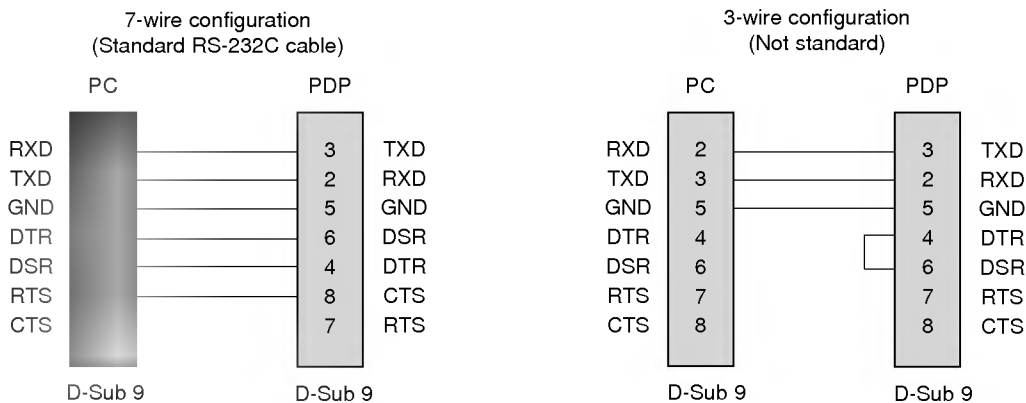 7-wire configuration
(Standard RS-232C cable)
PC PDP
RXD 3 TXD
TXD 2 RXD
GND 5 GND
DTR 6 DSR
DSR 4 DTR
RTS 8 CTS
CTS 7 RTS
D-Sub 9 D-Sub 9
3-wire configuration
(Not standard)
PC PDP
RXD 2 3 TXD
TXD 3 2 RXD
GND 5 5 GND
DTR 4 4 DTR
DSR 6 6 DSR
RTS 7 7 RTS
CTS 8 8 CTS
D-Sub 9 D-Sub 9